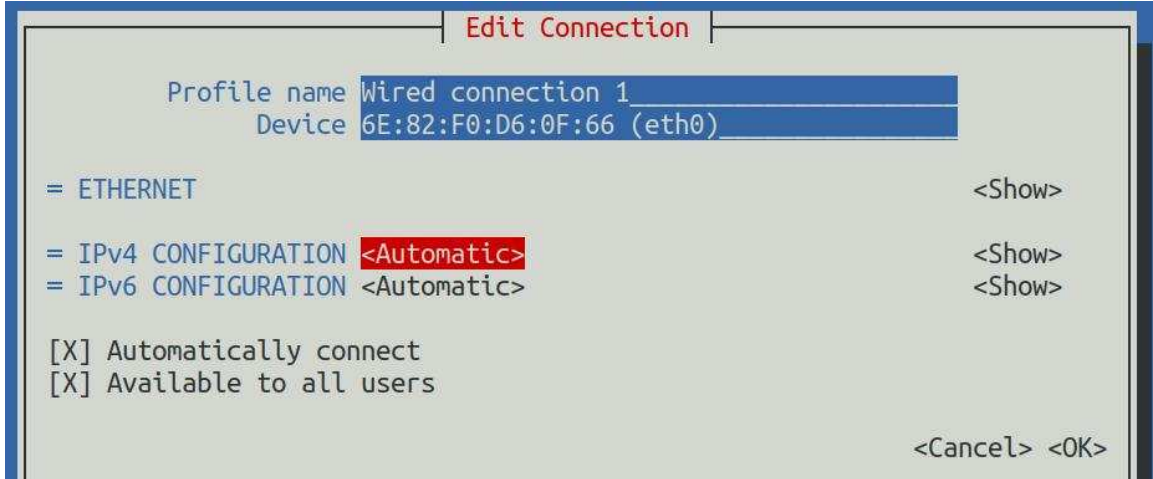 Edit Connection
Profile name Wired connection 1
Device 6E:82:F0:D6:0F:66 (eth0)
= ETHERNET <Show>
= IPv4 CONFIGURATION <Automatic> <Show>
= IPv6 CONFIGURATION <Automatic> <Show>
[X] Automatically connect
[X] Available to all users
<Cancel> <OK>